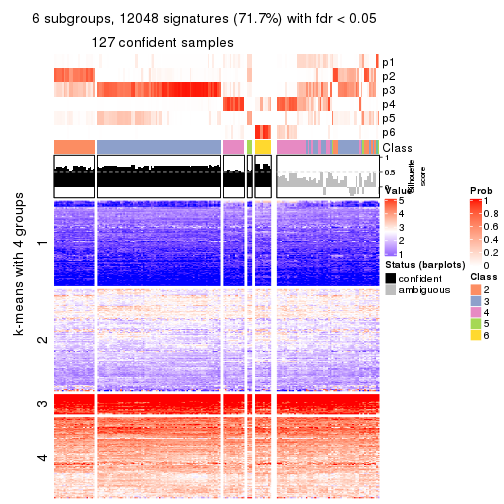 6 subgroups, 12048 signatures (71.7%) with fdr < 0.05
127 confident samples
p1
p2
p3
p4
p5
p6
Class
1
0.5
0
Silhouette
score
k-means with 4 groups
1
2
3
4
Value
5
4
3
2
1
Status (barplots)
confident
ambiguous
Prob
1
0.8
0.6
0.4
0.2
0
Class
2
3
4
5
6